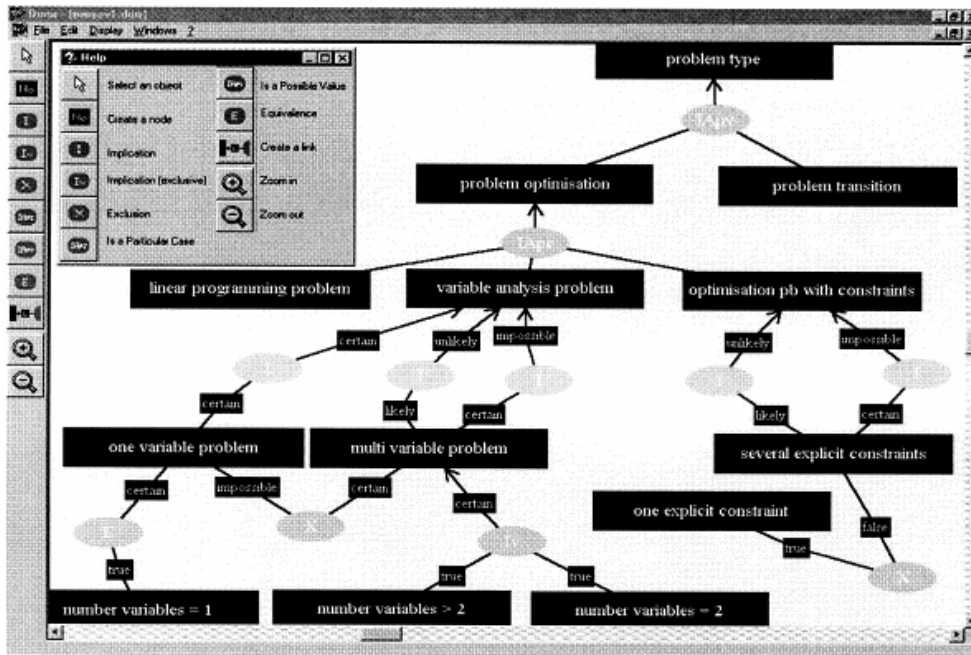 File Edit Display Windows ?
Help
Select an object
Is a Possible Value
Create a node
Equivalence
Implication
Create a link
Implication [exclusive]
Zoom in
Exclusion
Zoom out
Is a Particular Case
problem type
problem optimisation
problem transition
linear programming problem
variable analysis problem
optimisation pb with constraints
certain
unlikely
impossible
unlikely
impossible
certain
likely
certain
likely
certain
one variable problem
multi variable problem
several explicit constraints
certain
impossible
certain
certain
one explicit constraint
false
true
X
X
true
true
true
number variables = 1
number variables > 2
number variables = 2